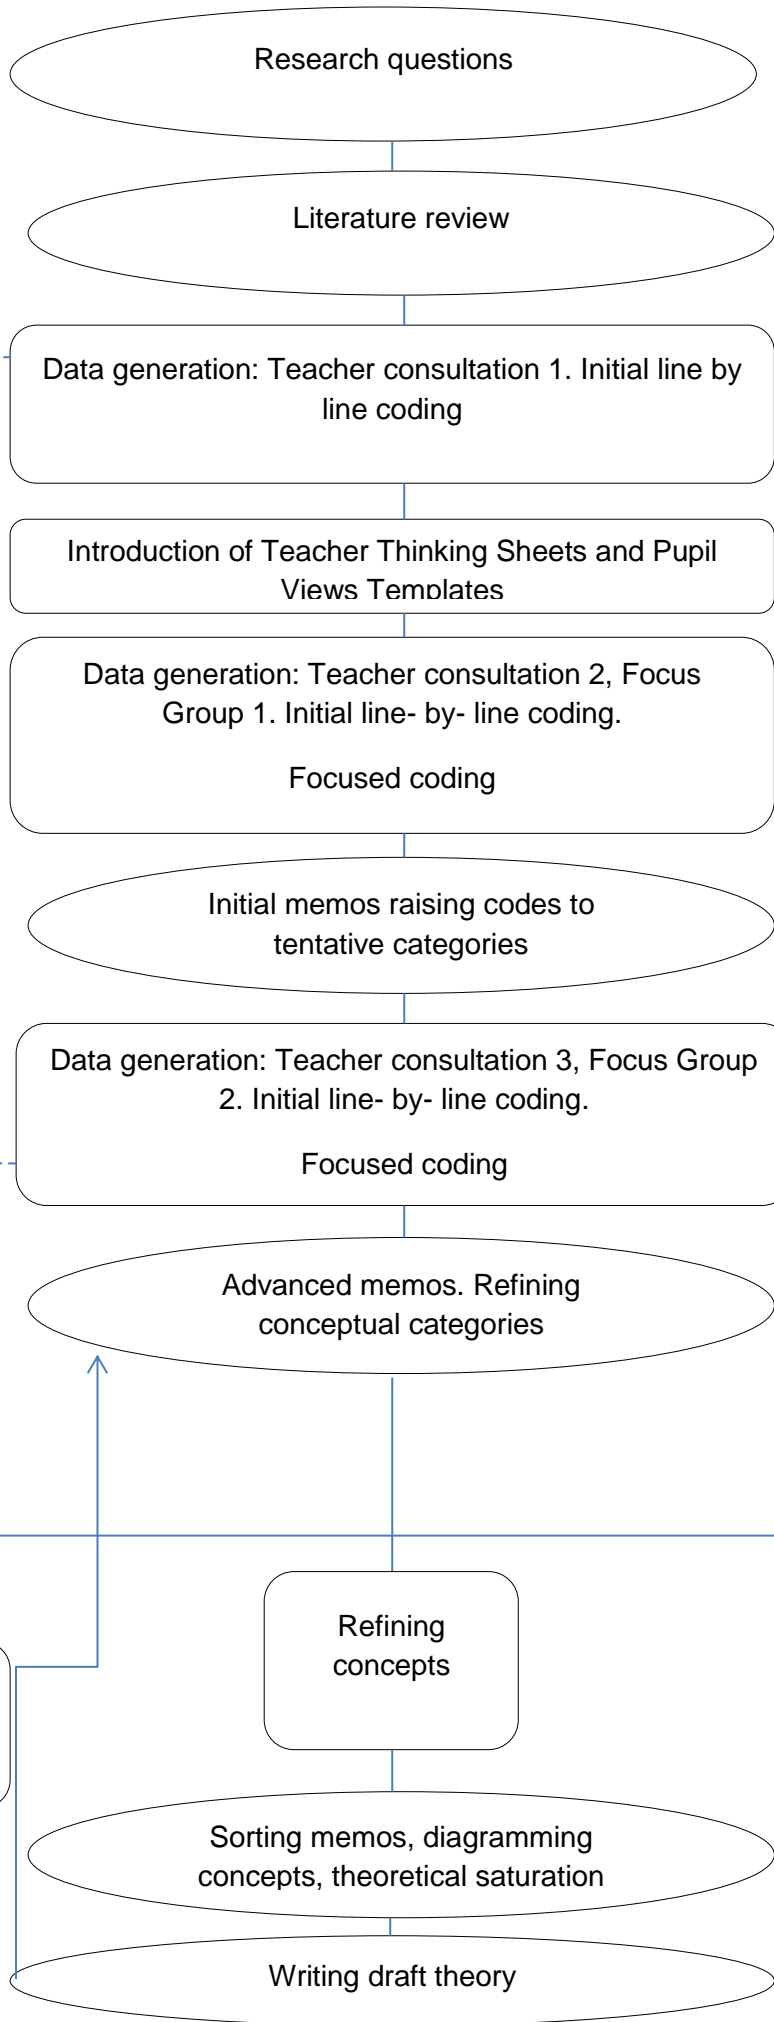 Research questions
Literature review
Data generation: Teacher consultation 1. Initial line by
line coding
Introduction of Teacher Thinking Sheets and Pupil
Views Templates
Data generation: Teacher consultation 2, Focus
Group 1. Initial line- by- line coding.
Focused coding
Initial memos raising codes to
tentative categories
Data generation: Teacher consultation 3, Focus Group
2. Initial line- by- line coding.
Focused coding
Advanced memos. Refining
conceptual categories
Refining
concepts
Sorting memos, diagramming
concepts, theoretical saturation
Writing draft theory